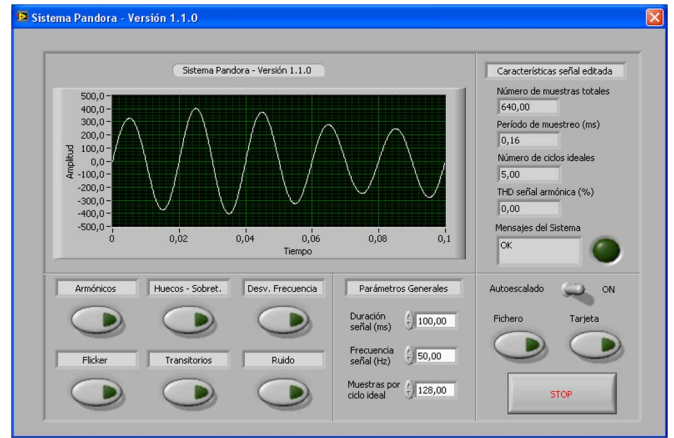 Sistema Pandora - Versión 1.1.0
Sistema Pandora - Versión 1.1.0
500,0
400,0
300,0
200,0
100,0
0,0
-100,0
-200,0
-300,0
-400,0
-500,0
Amplitud
0 0,02 0,04 0,06 0,08 0,1
Tiempo
Características señal editada
Número de muestras totales
640,00
Período de muestreo (ms)
0,16
Número de ciclos ideales
5,00
THD señal armónica (%)
0,00
Mensajes del Sistema
OK
Armónicos
Huecos - Sobret.
Desv. Frecuencia
Flicker
Transitorios
Ruido
Parámetros Generales
Duración
señal (ms)
100,00
Frecuencia
señal (Hz)
50,00
Muestras por
ciclo ideal
128,00
Autoescalado ON
Fichero
Tarjeta
STOP